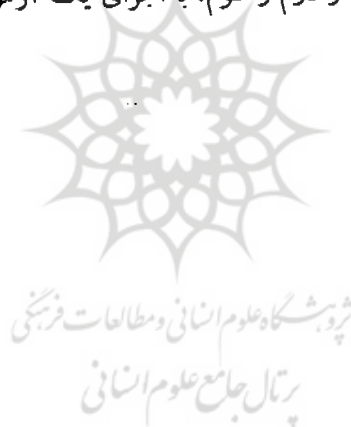 پژوهشگاه علوم انسانی و مطالعات فرهنگی
پرتال جامع علوم انسانی